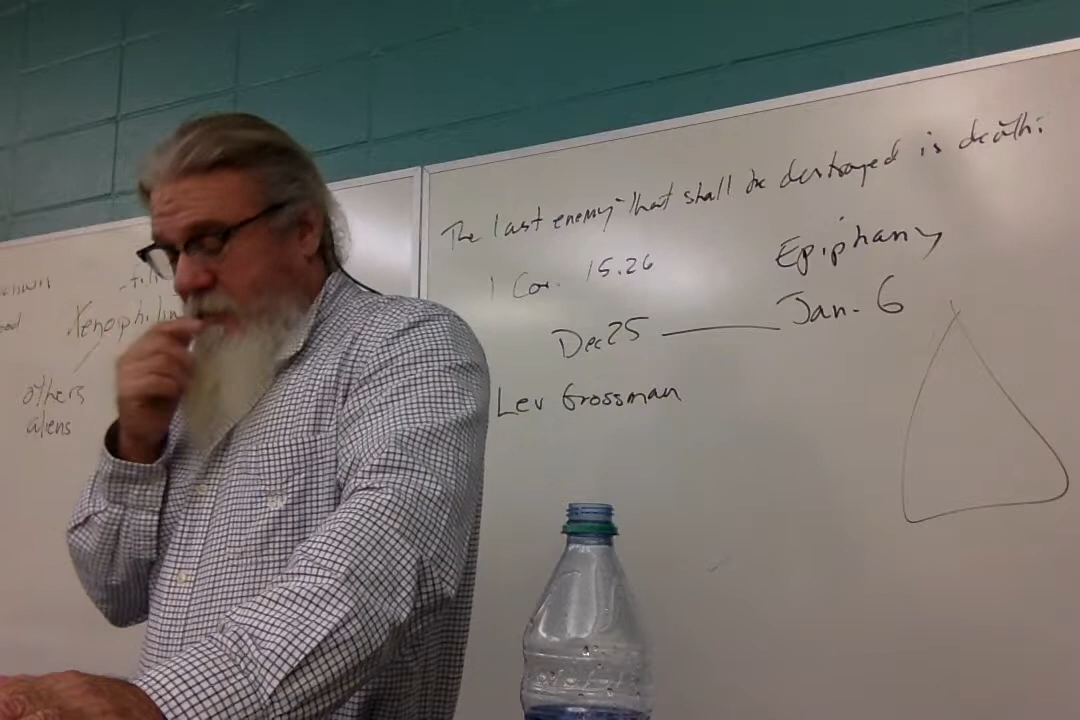 The last enemy that shall be destroyed is death:
1 Cor. 15.26
Epiphany
Dec 25 — Jan. 6
Lev Grossman
others
aliens